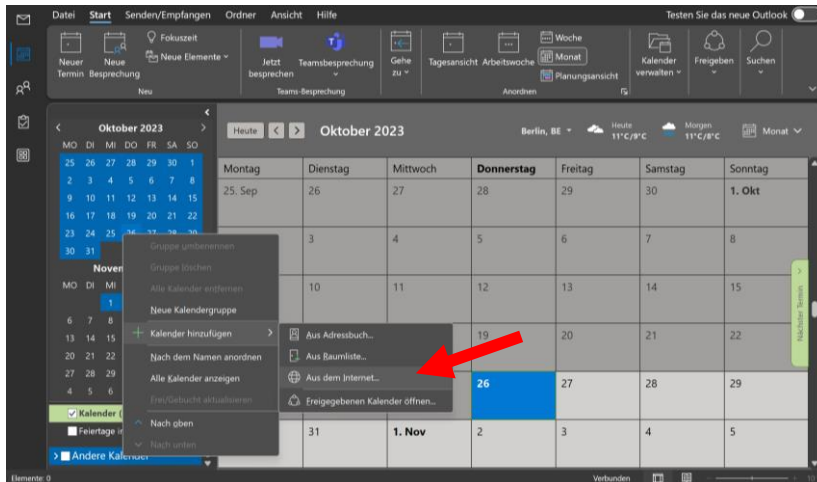 Datei Start Senden/Empfangen Ordner Ansicht Hilfe Testen Sie das neue Outlook
Neuer Termin
Neue Besprechung
Fokuszeit
Neue Elemente
Neu
Jetzt besprechen
Teamsbesprechung
Teams-Besprechung
Gehe zu
Tagesansicht
Arbeitswoche
Woche
Monat
Planungsansicht
Anordnen
Kalender verwalten
Freigeben
Suchen
Oktober 2023
MO DI MI DO FR SA SO
25 26 27 28 29 30 1
2 3 4 5 6 7 8
9 10 11 12 13 14 15
16 17 18 19 20 21 22
23 24 25 26 27 28 29
30 31
MO DI MI
1
6 7 8
13 14 15
20 21 22
27 28 29
4 5 6
Kalender (
Andere Kalender
Gruppe umbenennen
Gruppe löschen
Alle Kalender entfernen
Neue Kalendergruppe
Kalender hinzufügen
Nach dem Namen anordnen
Alle Kalender anzeigen
Frei/Gebucht aktualisieren
Nach oben
Nach unten
Aus Adressbuch...
Aus Raumliste...
Aus dem Internet...
Freigegebenen Kalender öffnen...
Heute Oktober 2023 Berlin, BE
Heute 11°C/9°C
Morgen 11°C/8°C
Monat
Montag Dienstag Mittwoch Donnerstag Freitag Samstag Sonntag
25. Sep 26 27 28 29 30 1. Okt
3 4 5 6 7 8
10 11 12 13 14 15
19 20 21 22
26 27 28 29
31 1. Nov 2 3 4 5
Nächster Termin
Elemente: 0 Verbunden